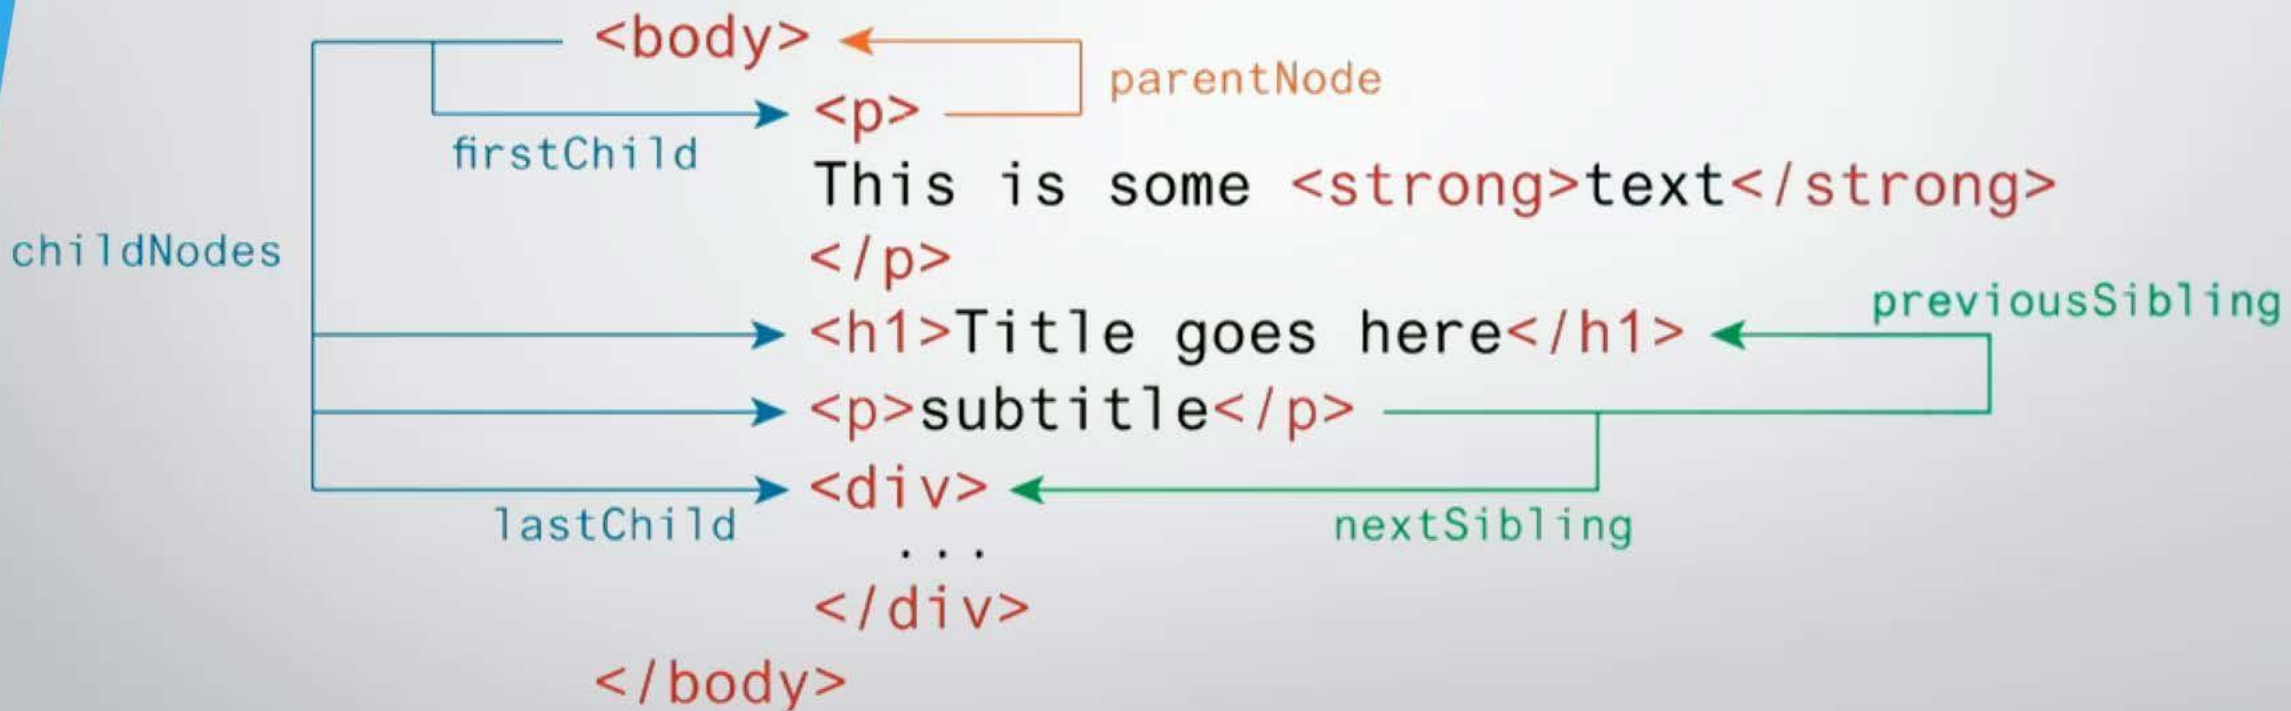 <body>
parentNode
<p>
firstChild
This is some <strong>text</strong>
childNodes
</p>
previousSibling
<h1>Title goes here</h1>
<p>subtitle</p>
<div>
lastChild
nextSibling
...
</div>
</body>